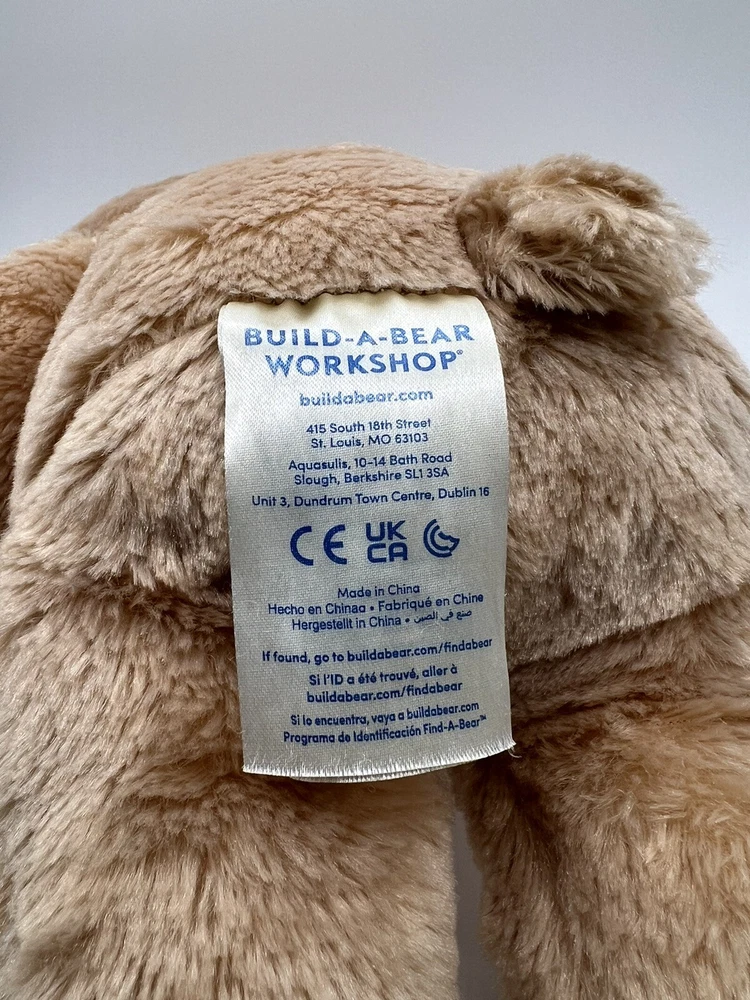 BUILD-A-BEAR
WORKSHOP®
buildabear.com
415 South 18th Street
St. Louis, MO 63103
Aquasulis, 10-14 Bath Road
Slough, Berkshire SL1 3SA
Unit 3, Dundrum Town Centre, Dublin 16
CE UK
CA
Made in China
Hecho en Chinaa • Fabriqué en Chine
Hergestellt in China • صنع في الصين
If found, go to buildabear.com/findabear
Si l'ID a été trouvé, aller à
buildabear.com/findabear
Si lo encuentra, vaya a buildabear.com
Programa de Identificación Find-A-Bear™